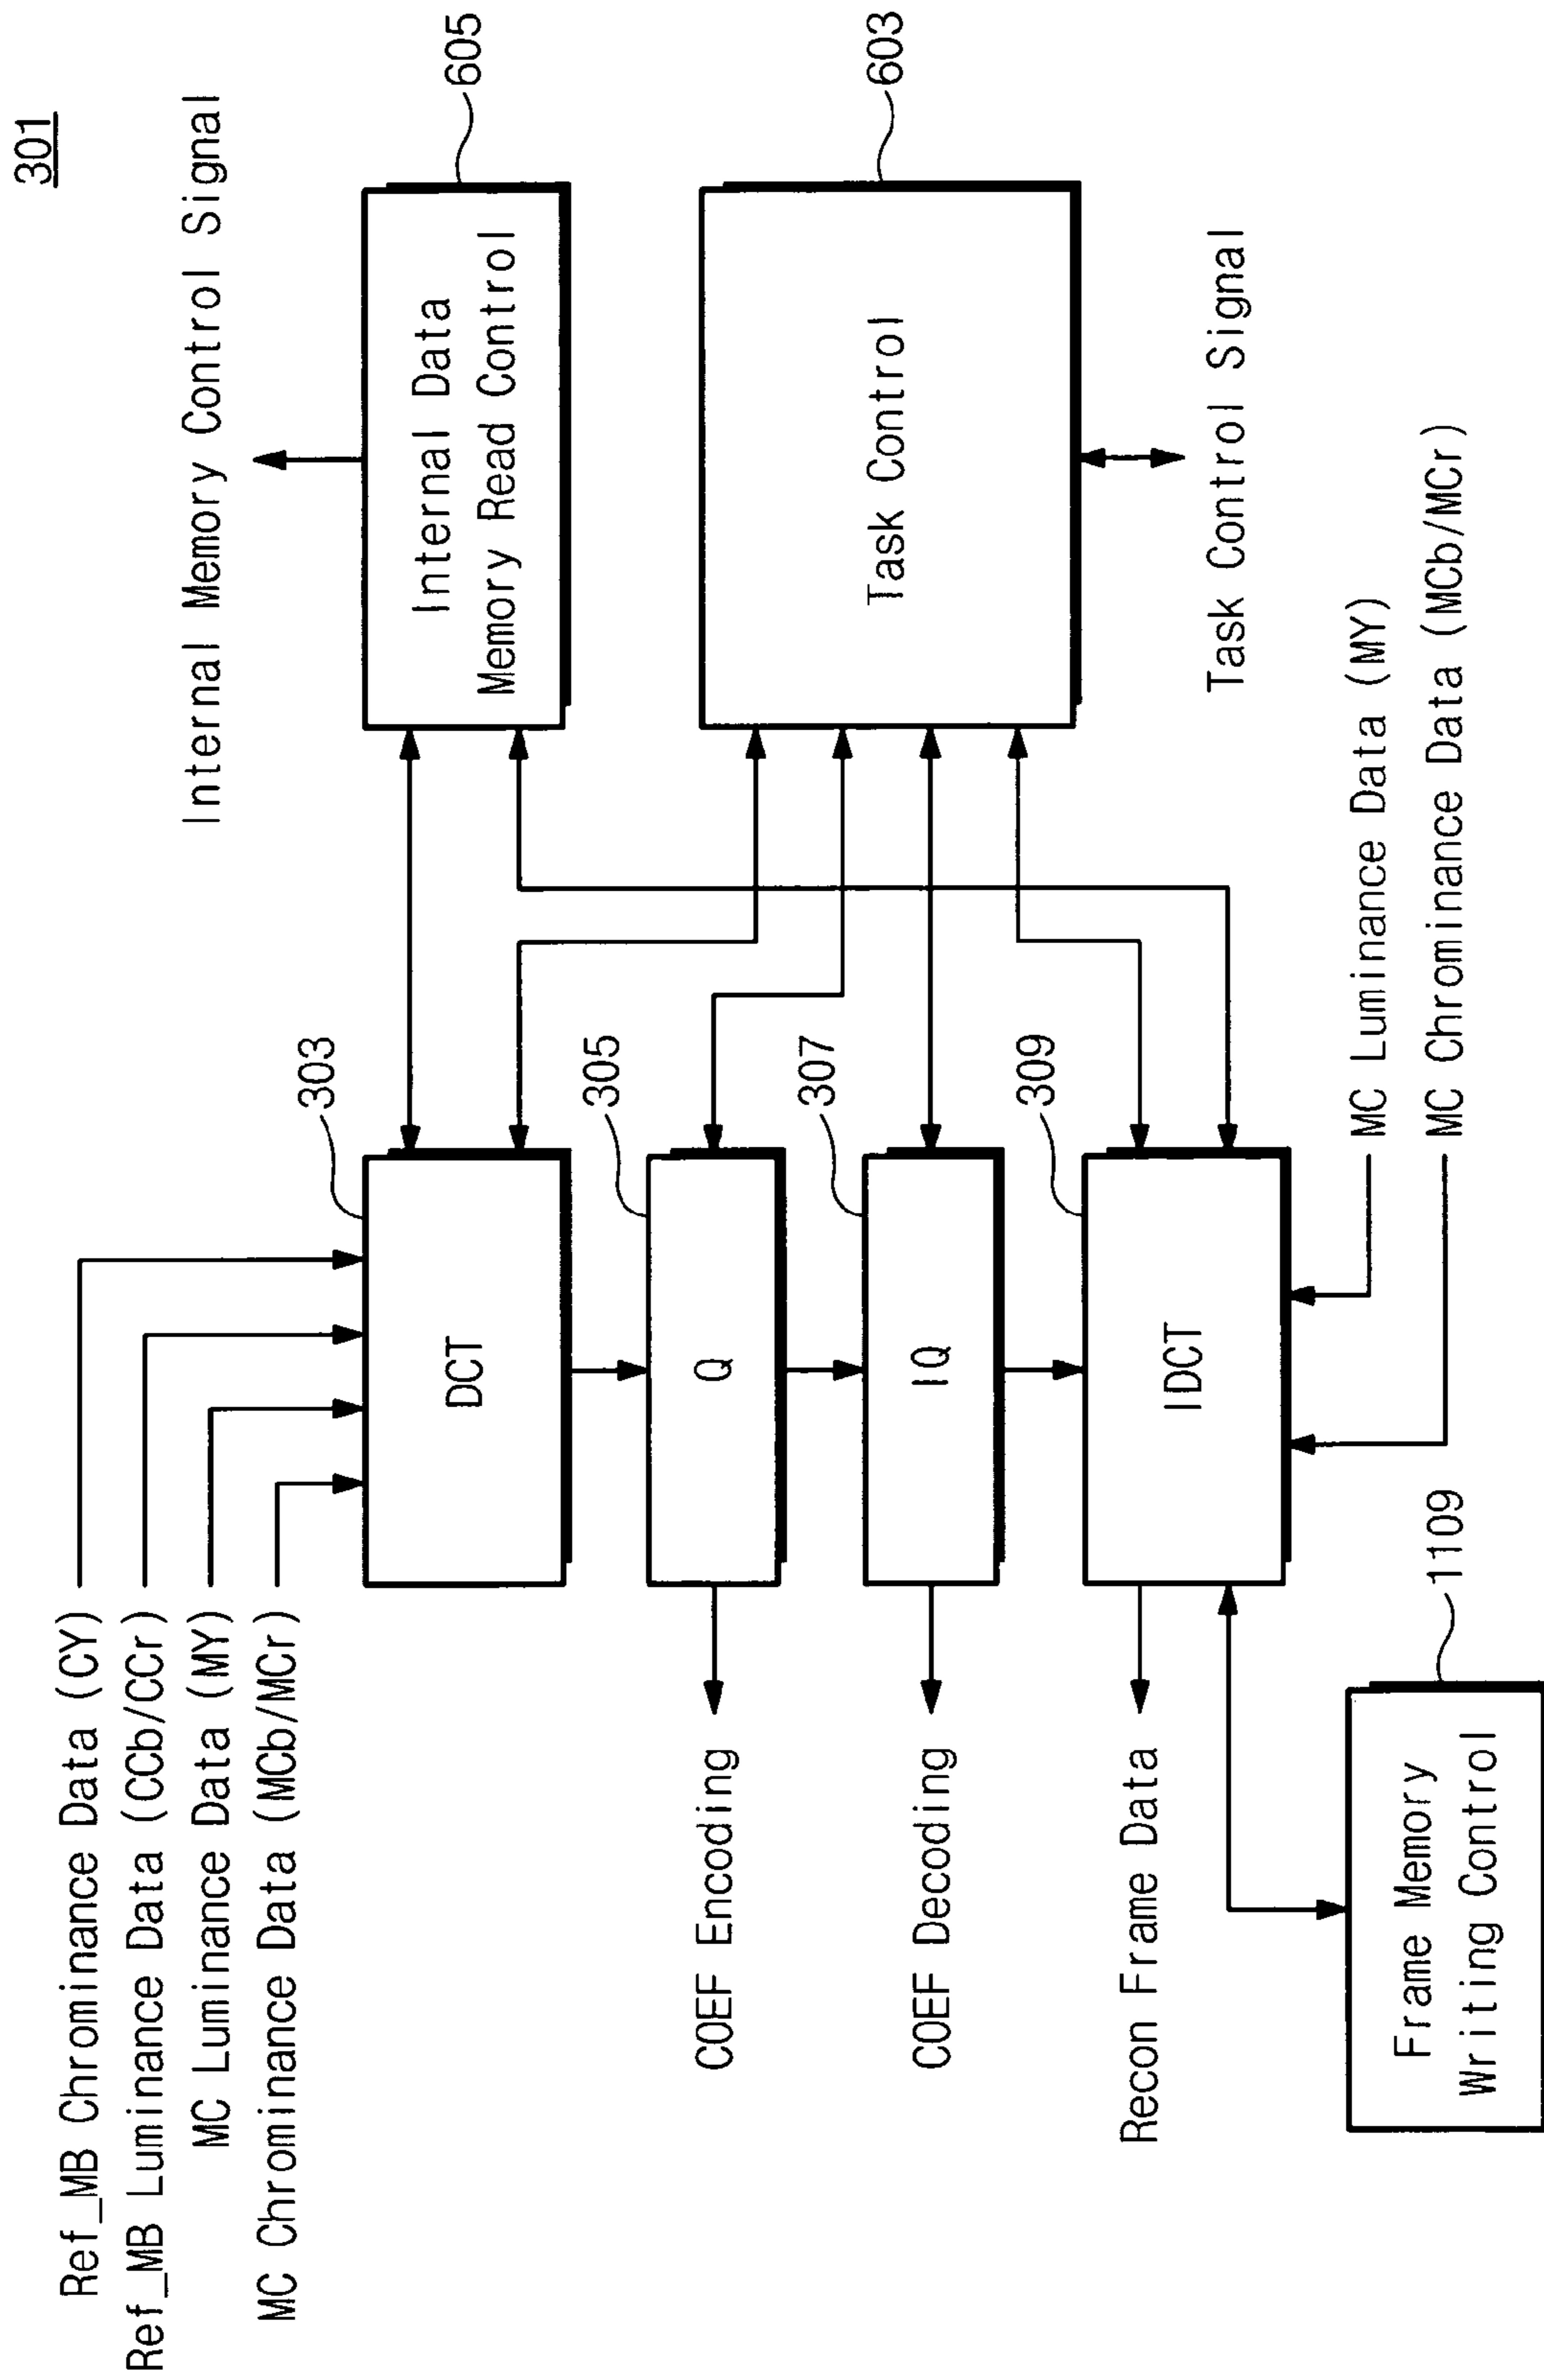 301
Ref_MB Chrominance Data (CY)
Ref_MB Luminance Data (CCb/CCr)
MC Luminance Data (MY)
MC Chrominance Data (MCb/MCr)
Internal Memory Control Signal
303
DCT
605
Internal Data
Memory Read Control
COEF Encoding
305
Q
COEF Decoding
307
IQ
603
Task Control
Recon Frame Data
309
IDCT
Task Control Signal
1109
Frame Memory
Writing Control
MC Luminance Data (MY)
MC Chrominance Data (MCb/MCr)